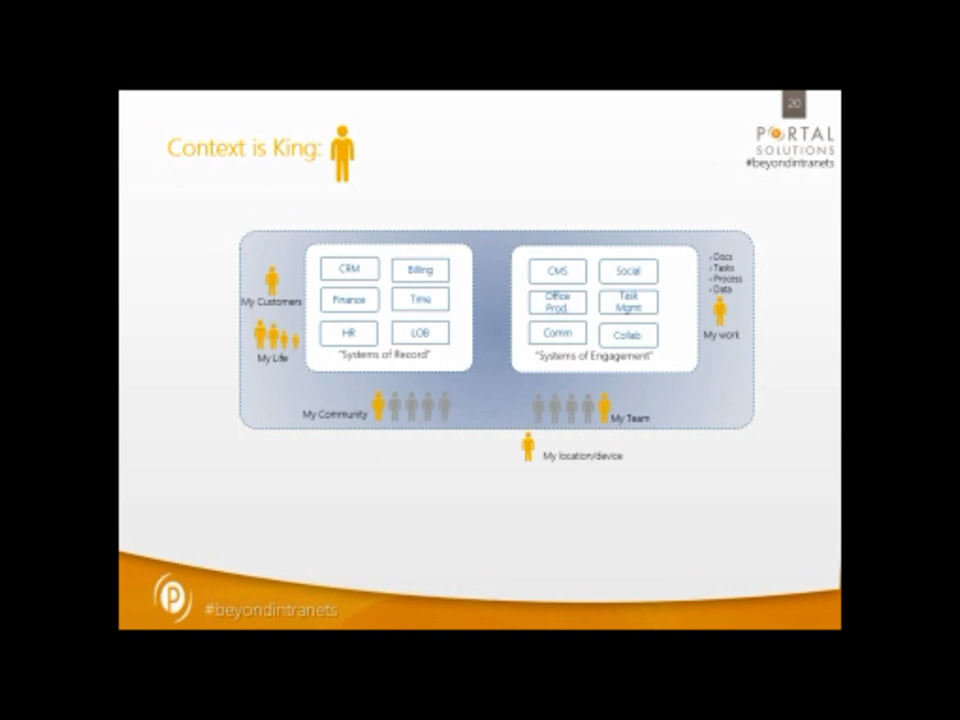 20
Context is King:
PORTAL
SOLUTIONS
#beyondintranets
CRM
Billing
Finance
Time
HR
LOB
"Systems of Record"
CMS
Social
Office
Prod.
Task
Mgmt
Comm
Collab
"Systems of Engagement"
My Customers
My Life
Docs
Tasks
Process
Data
My work
My Community
My Team
My location/device
P
#beyondintranets